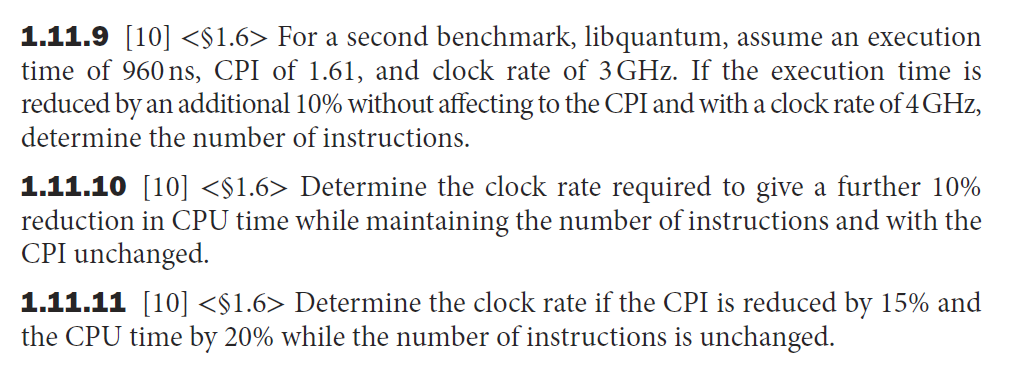 1.11.9 [10] <§1.6> For a second benchmark, libquantum, assume an execution
time of 960 ns, CPI of 1.61, and clock rate of 3 GHz. If the execution time is
reduced by an additional 10% without affecting to the CPI and with a clock rate of 4 GHz,
determine the number of instructions.
1.11.10 [10] <§1.6> Determine the clock rate required to give a further 10%
reduction in CPU time while maintaining the number of instructions and with the
CPI unchanged.
1.11.11 [10] <§1.6> Determine the clock rate if the CPI is reduced by 15% and
the CPU time by 20% while the number of instructions is unchanged.